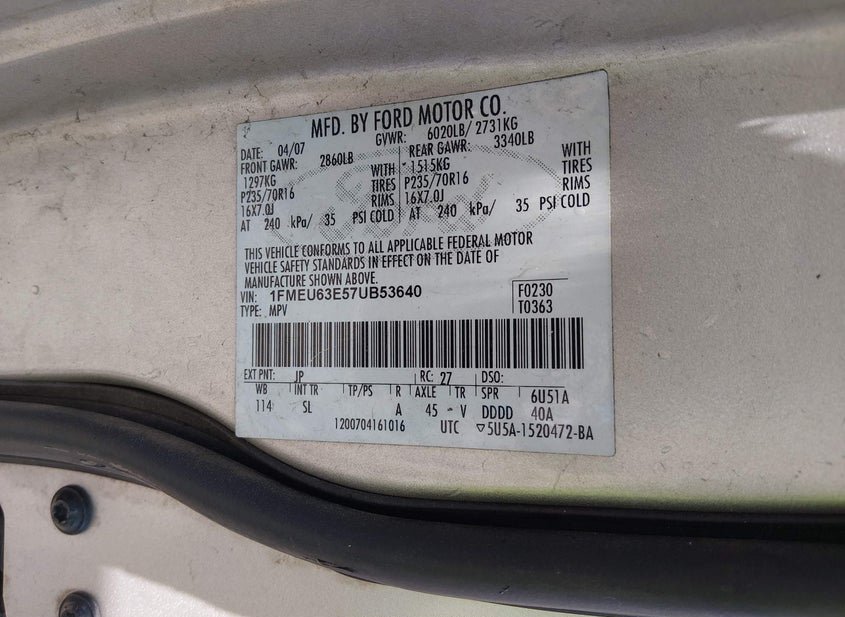 MFD. BY FORD MOTOR CO.
DATE: 04/07 GVWR: 6020LB/ 2731KG
FRONT GAWR: 2860LB REAR GAWR: 3340LB
1297KG WITH 1515KG WITH
P235/70R16 TIRES P235/70R16 TIRES
16X7.0J RIMS 16X7.0J RIMS
AT 240 kPa/ 35 PSI COLD AT 240 kPa/ 35 PSI COLD
Ford
THIS VEHICLE CONFORMS TO ALL APPLICABLE FEDERAL MOTOR
VEHICLE SAFETY STANDARDS IN EFFECT ON THE DATE OF
MANUFACTURE SHOWN ABOVE.
VIN: 1FMEU63E57UB53640 F0230
TYPE: MPV T0363
EXT PNT: JP RC: 27 DSO:
WB INT TR TP/PS R AXLE TR SPR 6U51A
114 SL A 45 - V DDDD 40A
1200704161016 UTC ▽5U5A-1520472-BA